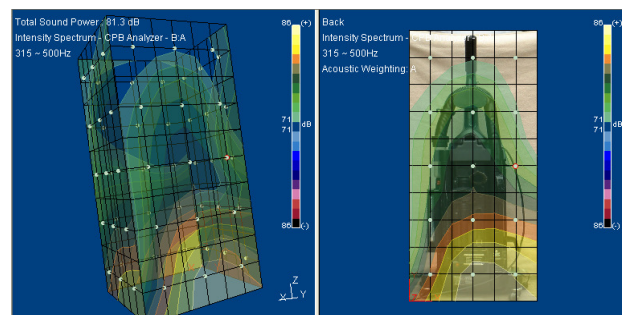 Total Sound Power: 81.3 dB
Intensity Spectrum - CPB Analyzer - B:A
315 ~ 500Hz
86 (+)
71
71
dB
86 (-)
Z
X
Y
Back
Intensity Spectrum - C
315 ~ 500Hz
Acoustic Weighting: A
86 (+)
71
71
dB
86 (-)